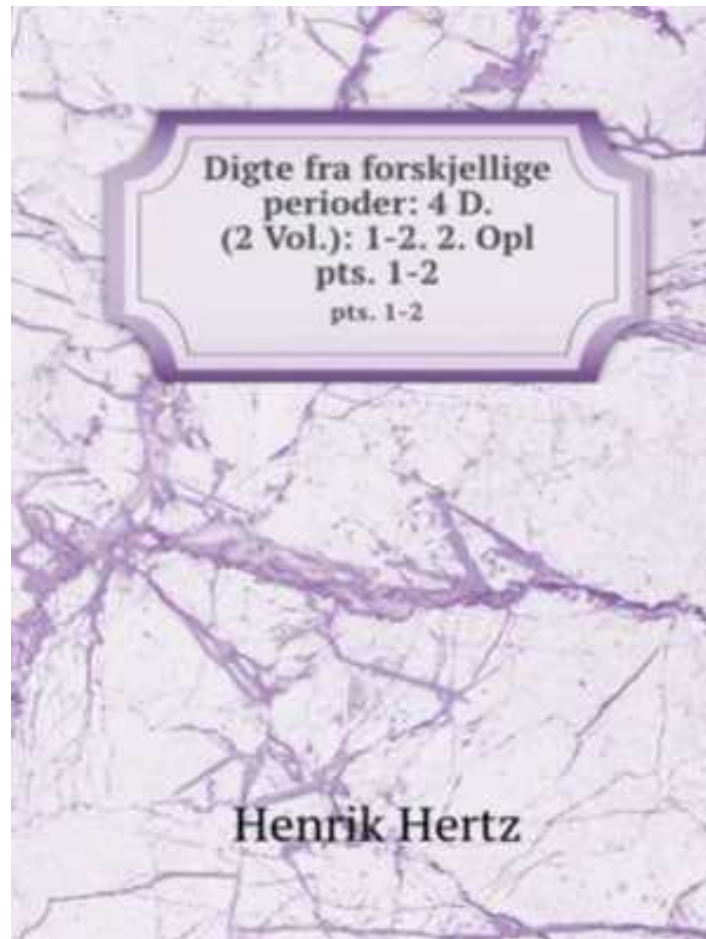 Digte fra forskjellige
perioder: 4 D.
(2 Vol.): 1-2. 2. Opl
pts. 1-2
pts. 1-2
Henrik Hertz